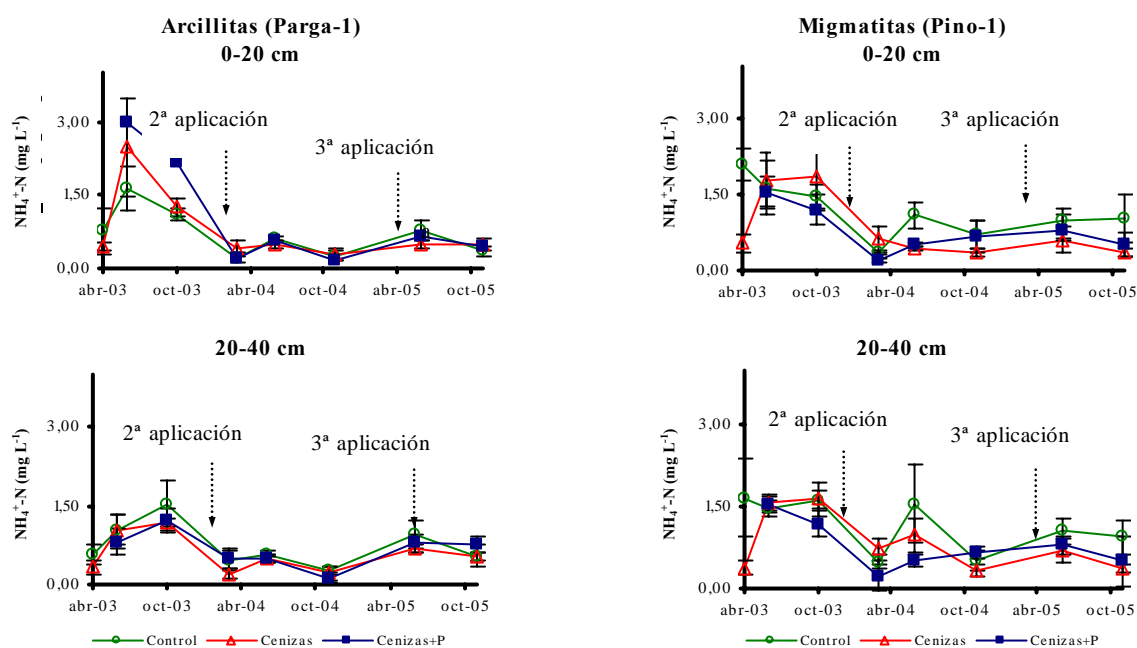 Arcillitas (Parga-1)
0-20 cm
NH₄⁺-N (mg L⁻¹)
3,00
1,50
0,00
2ª aplicación
3ª aplicación
abr-03 oct-03 abr-04 oct-04 abr-05 oct-05
Migmatitas (Pino-1)
0-20 cm
NH₄⁺-N (mg L⁻¹)
3,00
1,50
0,00
2ª aplicación
3ª aplicación
abr-03 oct-03 abr-04 oct-04 abr-05 oct-05
20-40 cm
NH₄⁺-N (mg L⁻¹)
3,00
1,50
0,00
2ª aplicación
3ª aplicación
abr-03 oct-03 abr-04 oct-04 abr-05 oct-05
Control Cenizas Cenizas+P
20-40 cm
NH₄⁺-N (mg L⁻¹)
3,00
1,50
0,00
2ª aplicación
3ª aplicación
abr-03 oct-03 abr-04 oct-04 abr-05 oct-05
Control Cenizas Cenizas+P